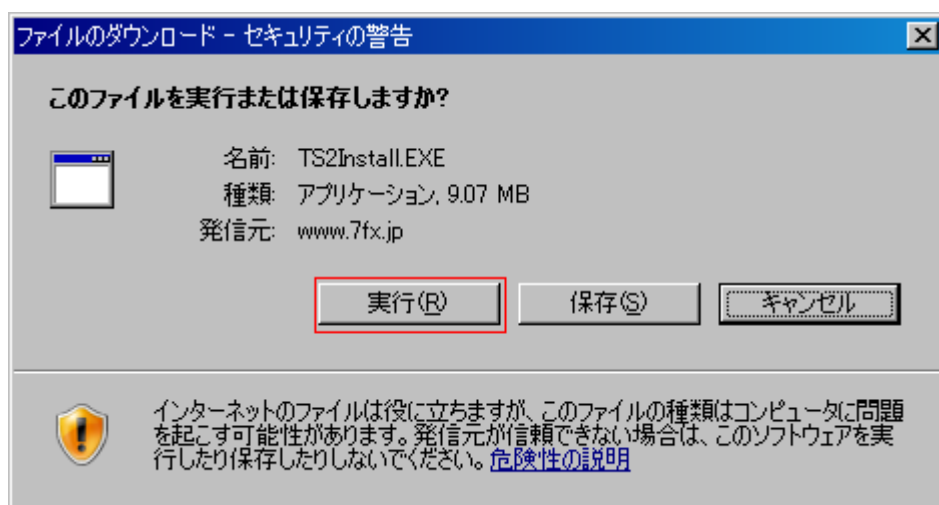 ファイルのダウンロード - セキュリティの警告
このファイルを実行または保存しますか?
名前: TS2Install.EXE
種類: アプリケーション, 9.07 MB
発信元: www.7fx.jp
実行(R) 保存(S) キャンセル
インターネットのファイルは役に立ちますが、このファイルの種類はコンピュータに問題
を起こす可能性があります。発信元が信頼できない場合は、このソフトウェアを実
行したり保存したりしないでください。危険性の説明